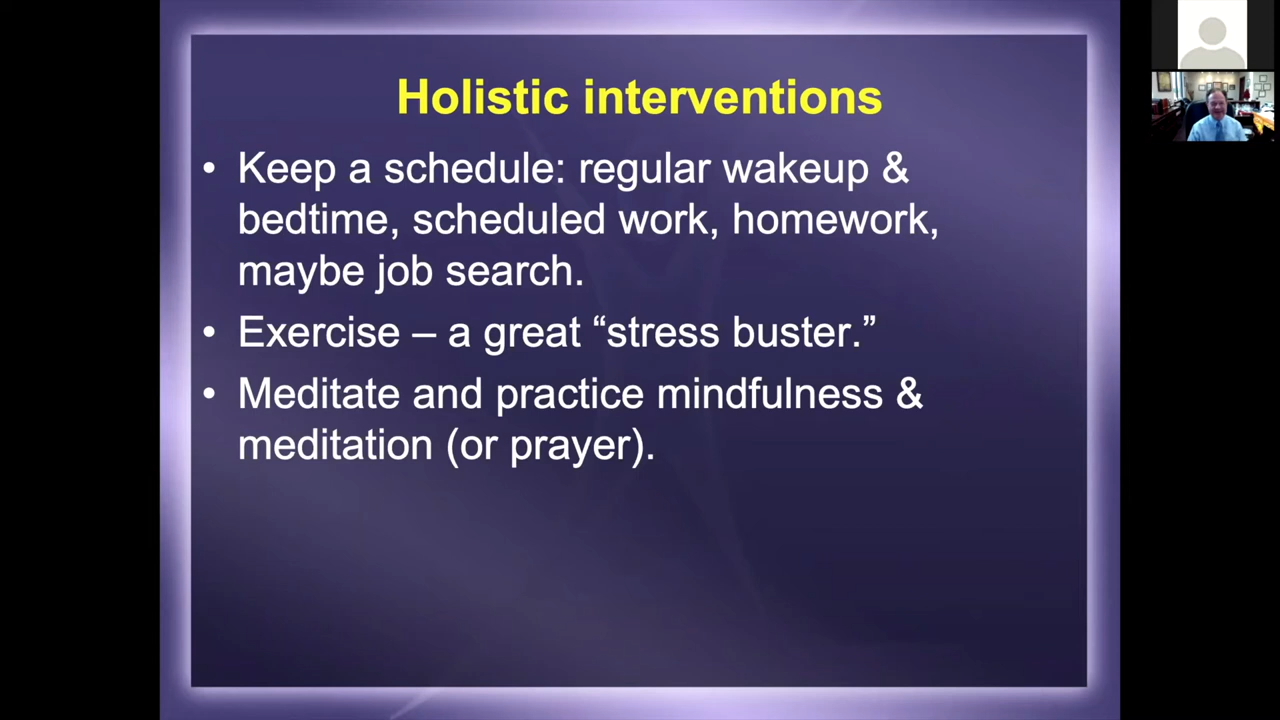 Holistic interventions
• Keep a schedule: regular wakeup &
bedtime, scheduled work, homework,
maybe job search.
• Exercise – a great “stress buster.”
• Meditate and practice mindfulness &
meditation (or prayer).